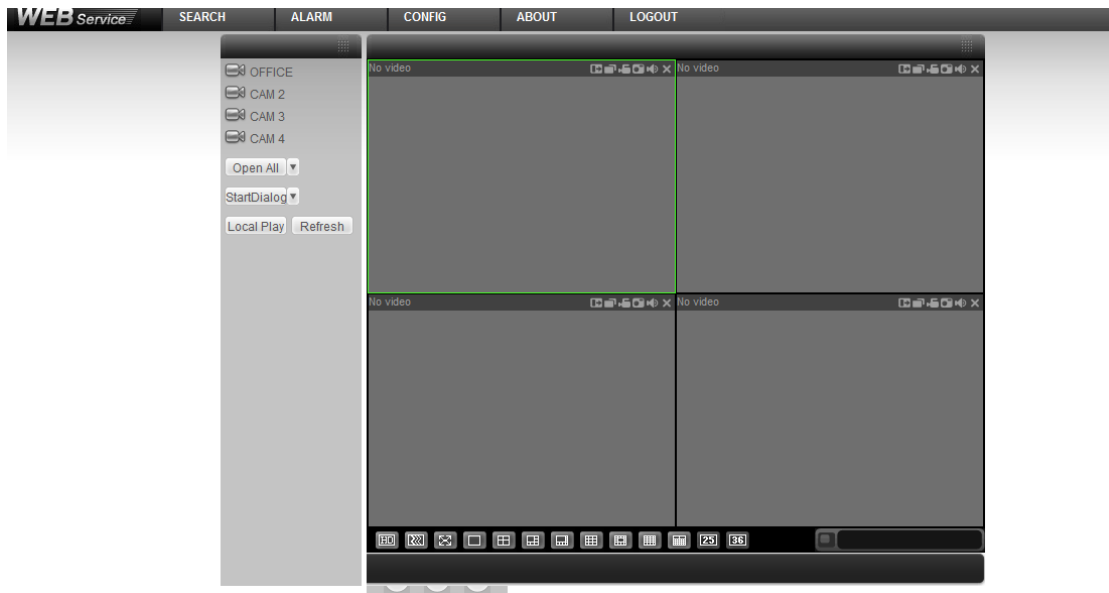 WEB Service SEARCH ALARM CONFIG ABOUT LOGOUT
OFFICE
CAM 2
CAM 3
CAM 4
Open All
StartDialog
Local Play Refresh
No video No video
No video No video
HD 25 36